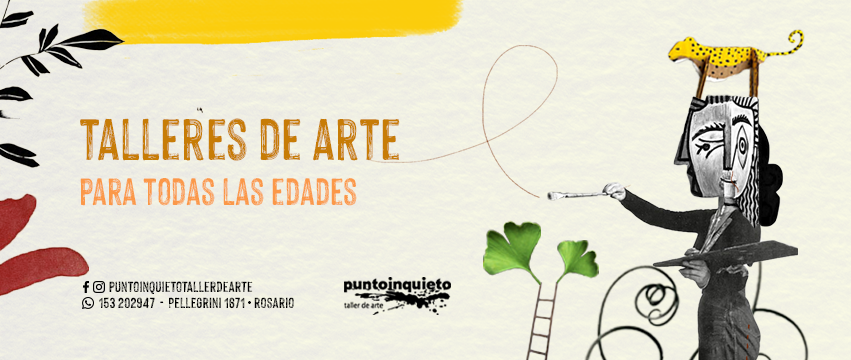 TALLERES DE ARTE
PARA TODAS LAS EDADES
PUNTOINQUIETOTALLERDEARTE
153 202947 - PELLEGRINI 1871 • ROSARIO
puntoinquieto
taller de arte